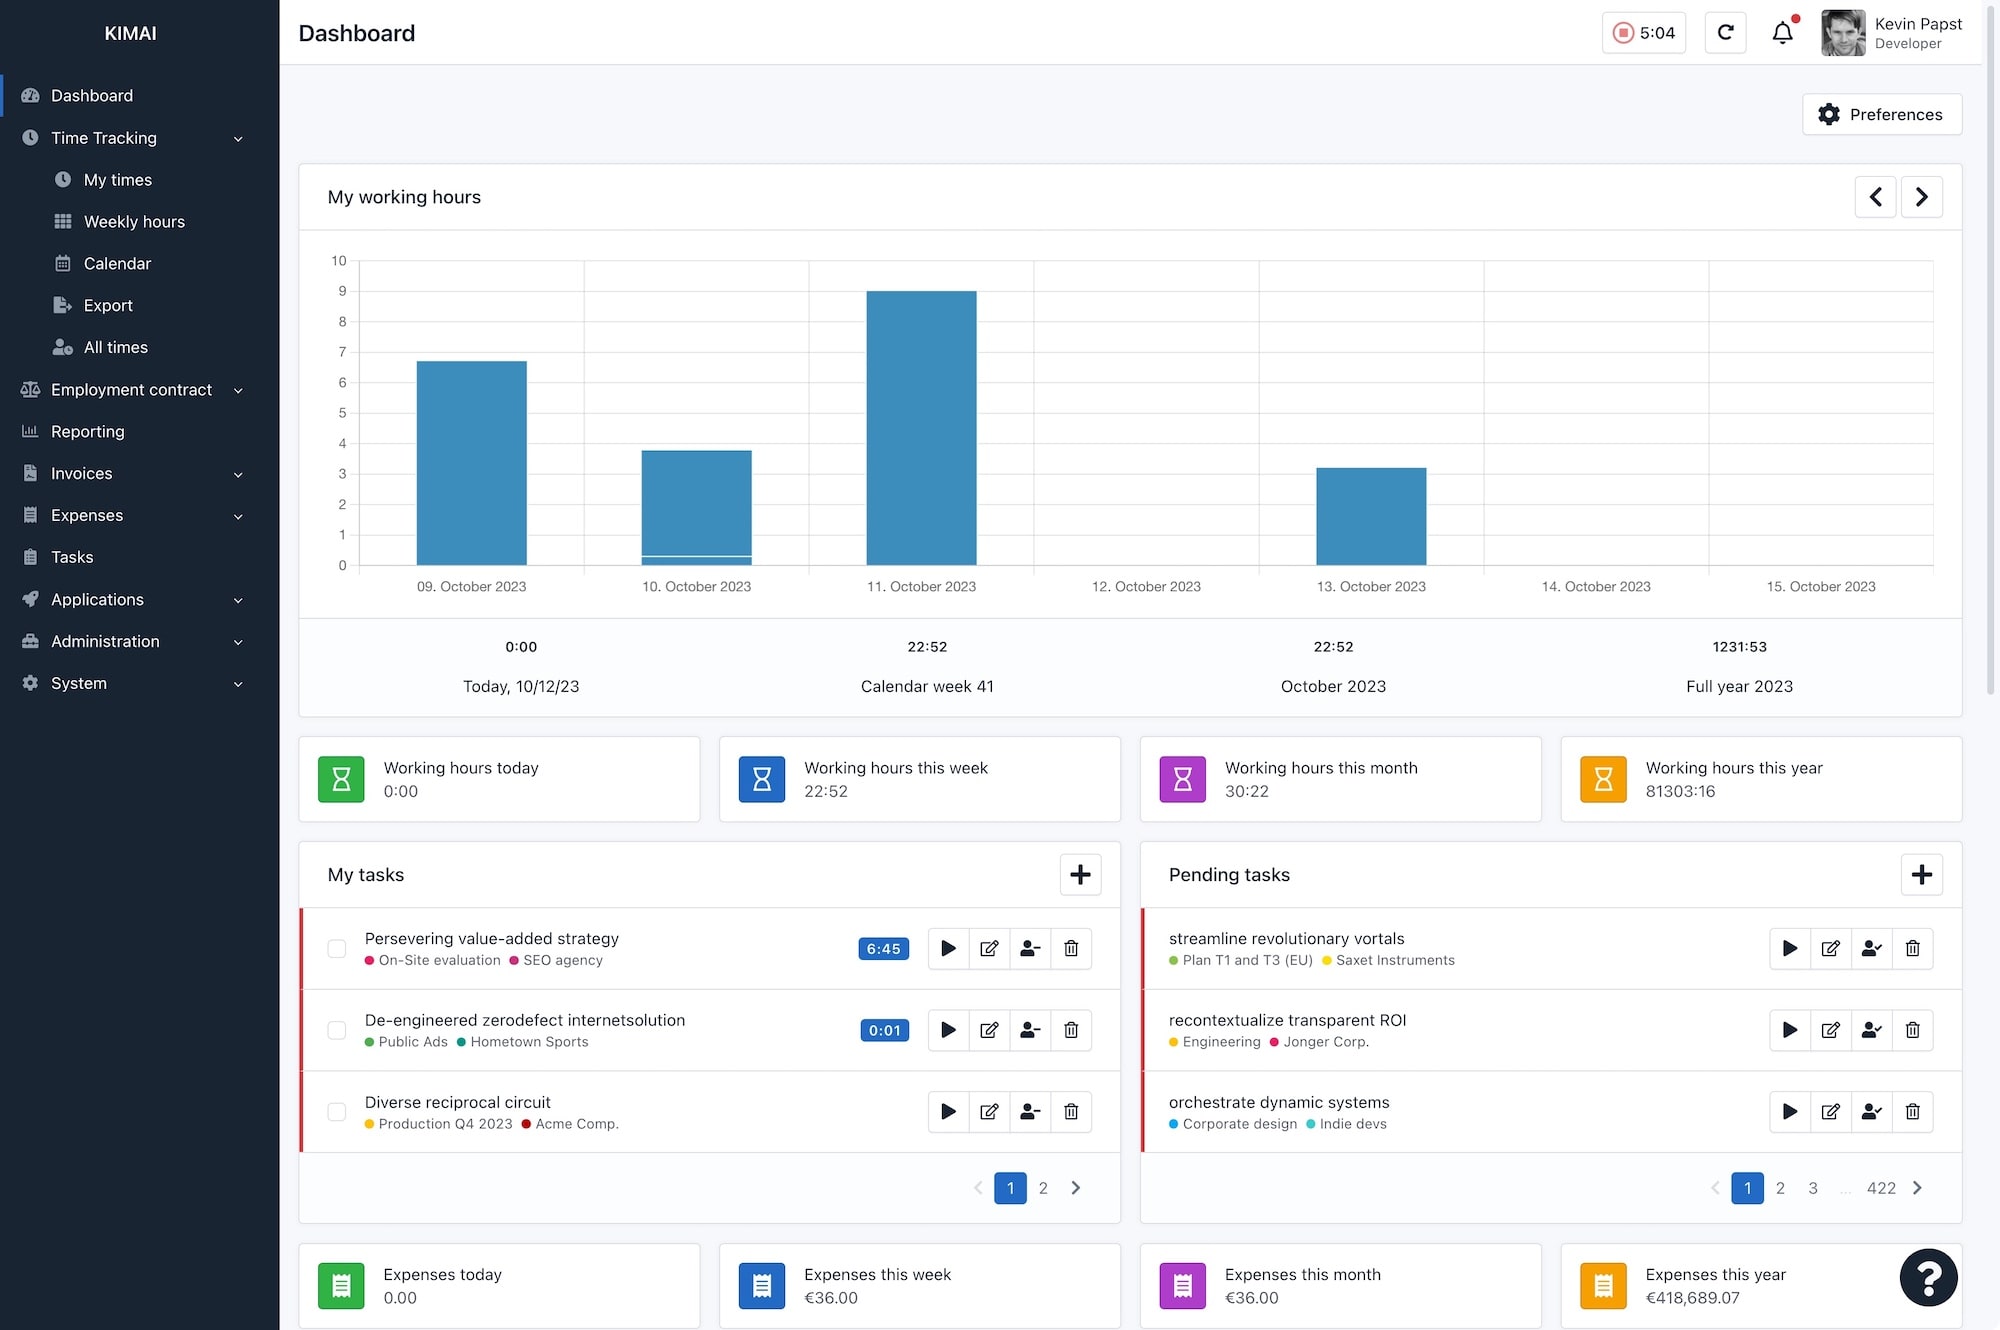 KIMAI
Dashboard
Time Tracking
My times
Weekly hours
Calendar
Export
All times
Employment contract
Reporting
Invoices
Expenses
Tasks
Applications
Administration
System
Dashboard
5:04
Kevin Papst
Developer
Preferences
My working hours
10
9
8
7
6
5
4
3
2
1
0
09. October 2023 10. October 2023 11. October 2023 12. October 2023 13. October 2023 14. October 2023 15. October 2023
0:00 22:52 22:52 1231:53
Today, 10/12/23 Calendar week 41 October 2023 Full year 2023
Working hours today
0:00
Working hours this week
22:52
Working hours this month
30:22
Working hours this year
81303:16
My tasks
Persevering value-added strategy
On-Site evaluation SEO agency
6:45
De-engineered zerodefect internetsolution
Public Ads Hometown Sports
0:01
Diverse reciprocal circuit
Production Q4 2023 Acme Comp.
1 2
Pending tasks
streamline revolutionary vortals
Plan T1 and T3 (EU) Saxet Instruments
recontextualize transparent ROI
Engineering Jonger Corp.
orchestrate dynamic systems
Corporate design Indie devs
1 2 3 ... 422
Expenses today
0.00
Expenses this week
€36.00
Expenses this month
€36.00
Expenses this year
€418,689.07
?